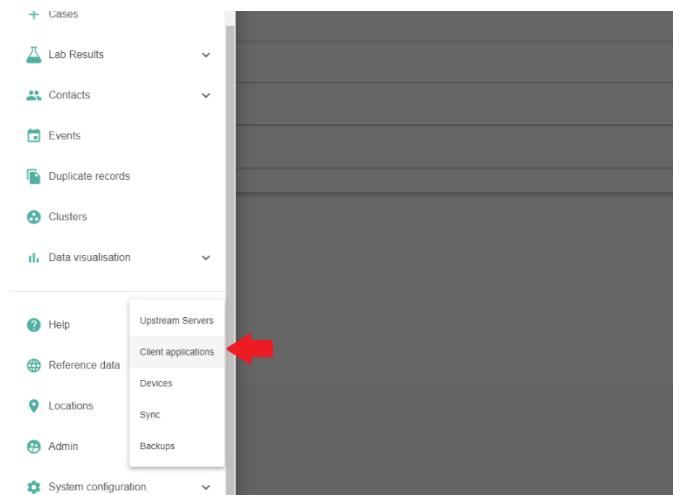 Cases
Lab Results
Contacts
Events
Duplicate records
Clusters
Data visualisation
Help
Upstream Servers
Client applications
Reference data
Devices
Locations
Sync
Admin
Backups
System configuration